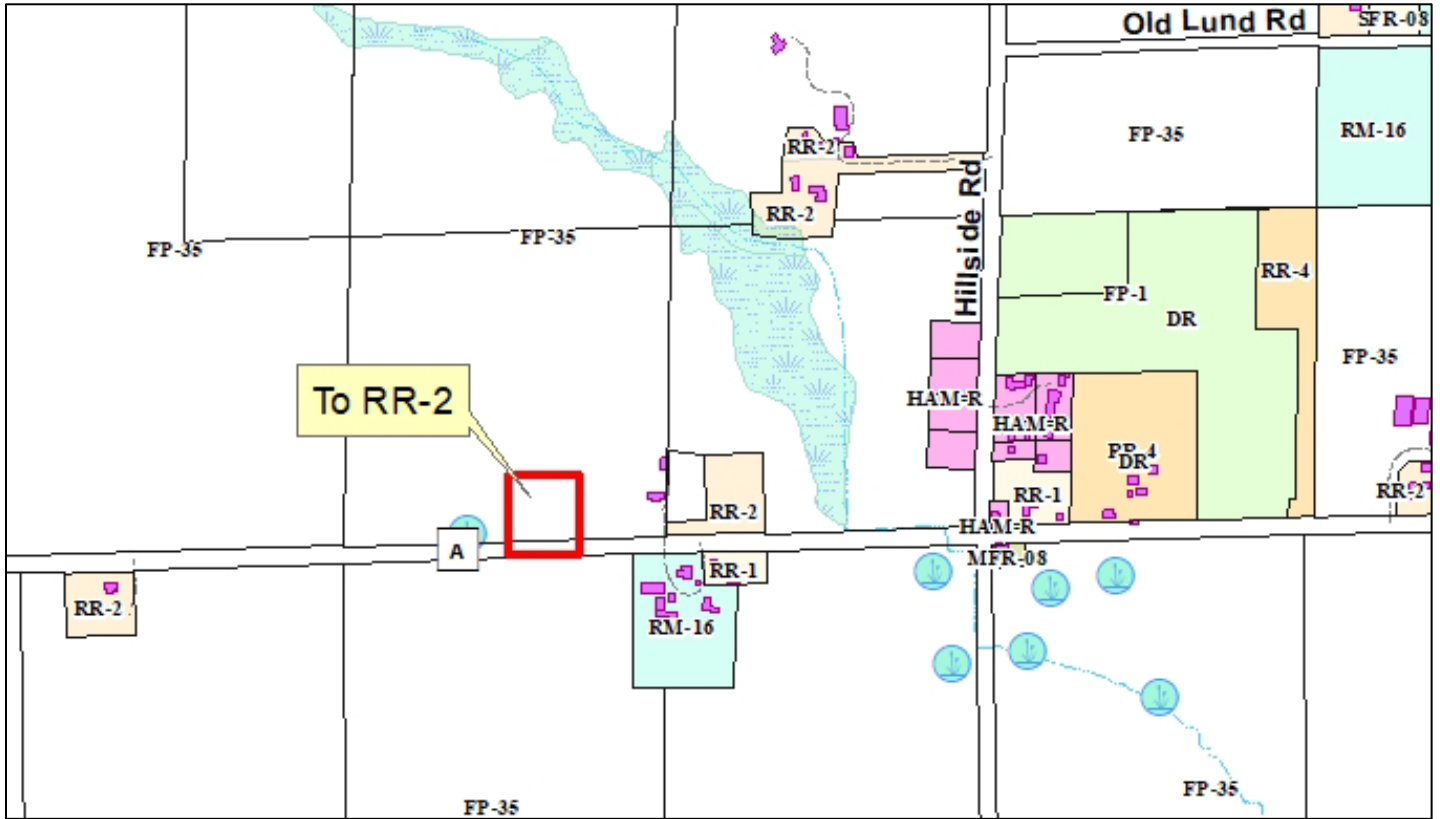 Old Lund Rd
SFR-08
FP-35
RM-16
RR-2
Hillside Rd
RR-2
FP-35
FP-35
RR-4
FP-1
DR
FP-35
To RR-2
HAM-R
HAM-R
DR
RR-2
RR-1
RR-2
HAM-R
A
MFR-08
RR-1
RR-2
RM-16
FP-35
FP-35